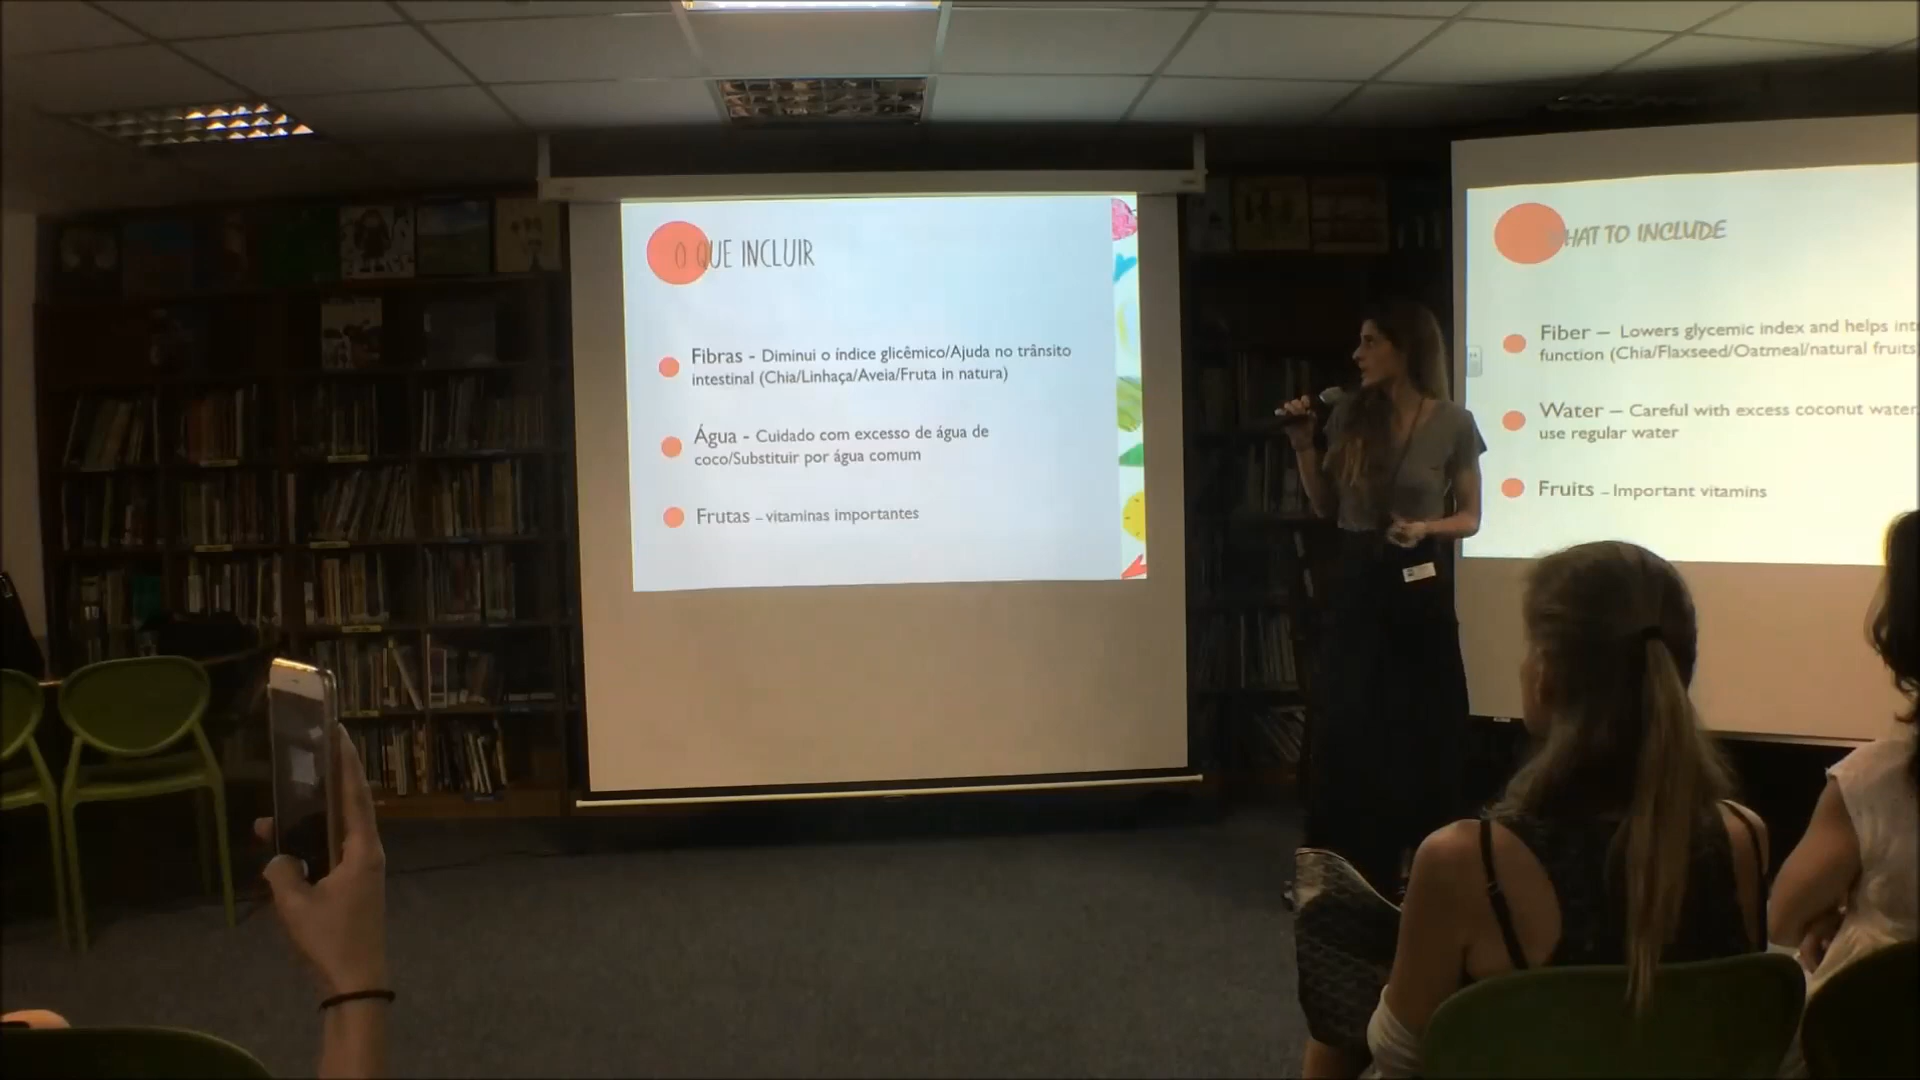 O QUE INCLUIR
Fibras - Diminui o índice glicêmico/Ajuda no trânsito
intestinal (Chia/Linhaça/Aveia/Fruta in natura)
Água - Cuidado com excesso de água de
coco/Substituir por água comum
Frutas – vitaminas importantes
WHAT TO INCLUDE
Fiber – Lowers glycemic index and helps
function (Chia/Flaxseed/Oatmeal/natural fruits
Water – Careful with excess coconut water
use regular water
Fruits – Important vitamins